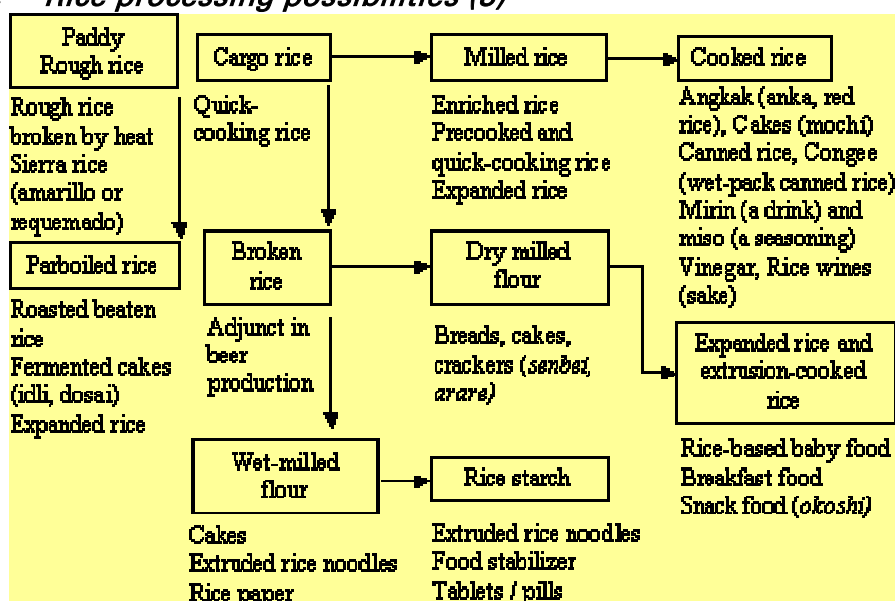 Rice processing possibilities (8)
Paddy
Rough rice
Rough rice
broken by heat
Sierra rice
(amarillo or
requemado)
Parboiled rice
Roasted beaten
rice
Fermented cakes
(idli, dosai)
Expanded rice
Cargo rice
Quick-
cooking rice
Broken
rice
Adjunct in
beer
production
Wet-milled
flour
Cakes
Extruded rice noodles
Rice paper
Milled rice
Enriched rice
Precooked and
quick-cooking rice
Expanded rice
Dry milled
flour
Breads, cakes,
crackers (senbei,
arare)
Rice starch
Extruded rice noodles
Food stabilizer
Tablets / pills
Cooked rice
Angkak (anka, red
rice), Cakes (mochi)
Canned rice, Congee
(wet-pack canned rice)
Mirin (a drink) and
miso (a seasoning)
Vinegar, Rice wines
(sake)
Expanded rice and
extrusion-cooked
rice
Rice-based baby food
Breakfast food
Snack food (okoshi)